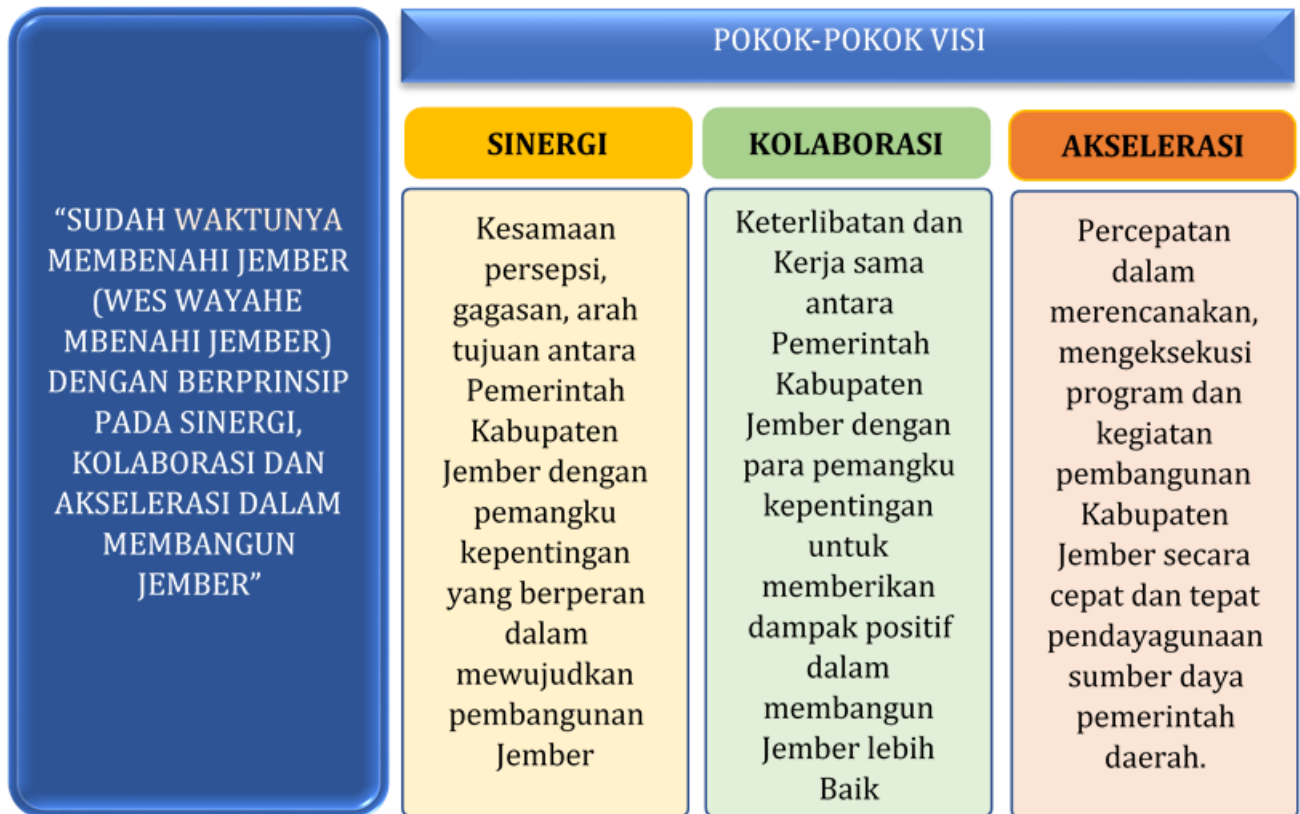 “SUDAH WAKTUNYA
MEMBENAHI JEMBER
(WES WAYAHE
MBENAHI JEMBER)
DENGAN BERPRINSIP
PADA SINERGI,
KOLABORASI DAN
AKSELERASI DALAM
MEMBANGUN
JEMBER”
POKOK-POKOK VISI
SINERGI
Kesamaan
persepsi,
gagasan, arah
tujuan antara
Pemerintah
Kabupaten
Jember dengan
pemangku
kepentingan
yang berperan
dalam
mewujudkan
pembangunan
Jember
KOLABORASI
Keterlibatan dan
Kerja sama
antara
Pemerintah
Kabupaten
Jember dengan
para pemangku
kepentingan
untuk
memberikan
dampak positif
dalam
membangun
Jember lebih
Baik
AKSELERASI
Percepatan
dalam
merencanakan,
mengeksekusi
program dan
kegiatan
pembangunan
Kabupaten
Jember secara
cepat dan tepat
pendayagunaan
sumber daya
pemerintah
daerah.